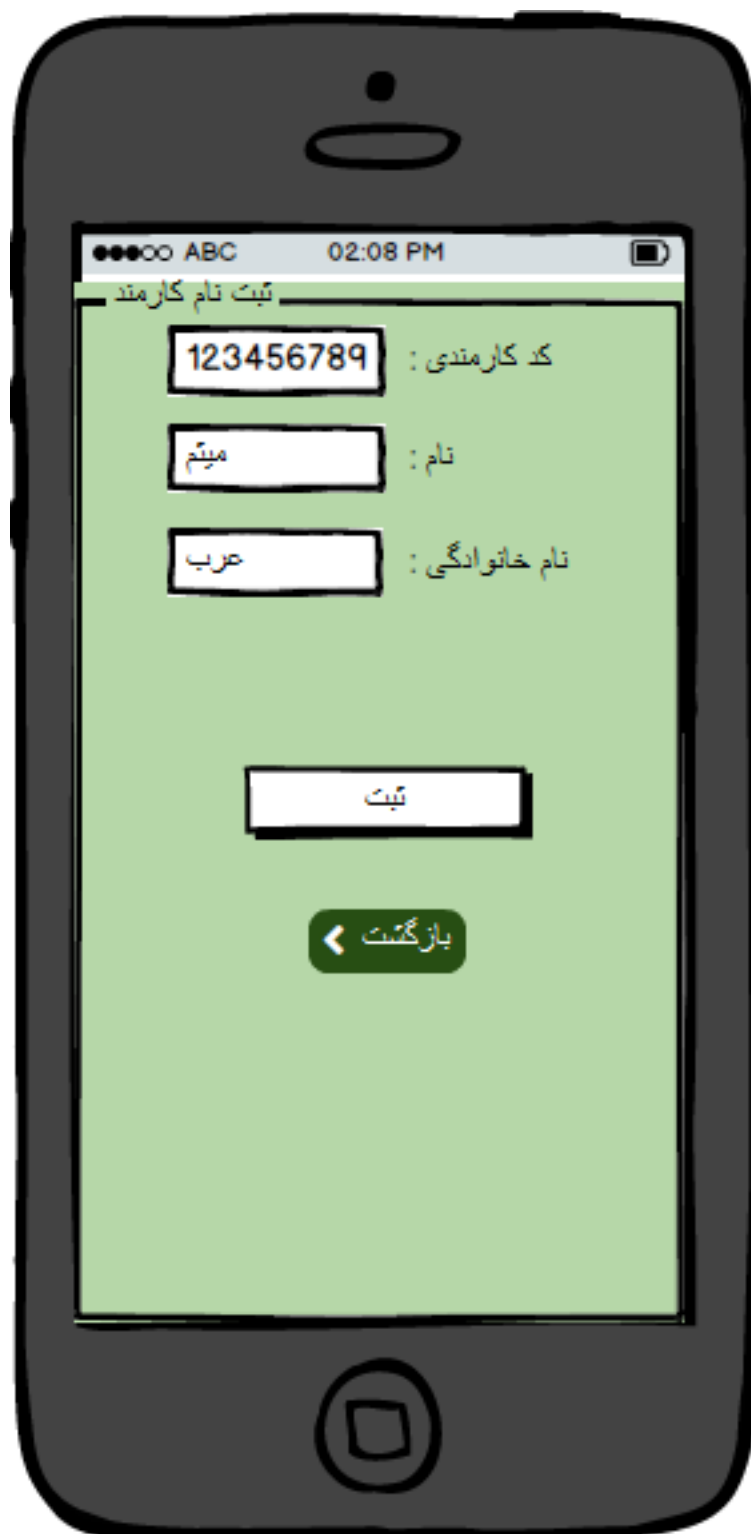 ABC 02:08 PM
ثبت نام کارمند
کد کارمندی : 123456789
نام : میثم
نام خانوادگی : عرب
ثبت
بازگشت